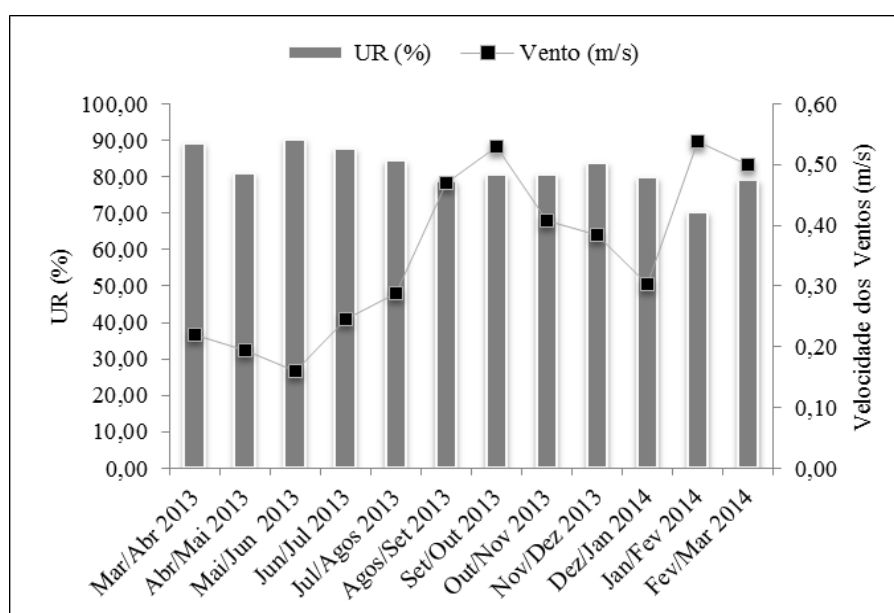 UR (%) Vento (m/s)
100,00
90,00
80,00
70,00
60,00
50,00
40,00
30,00
20,00
10,00
0,00
UR (%)
0,60
0,50
0,40
0,30
0,20
0,10
0,00
Velocidade dos Ventos (m/s)
Mar/Abr 2013
Abr/Mai 2013
Mai/Jun 2013
Jun/Jul 2013
Jul/Agos 2013
Agos/Set 2013
Set/Out 2013
Out/Nov 2013
Nov/Dez 2013
Dez/Jan 2014
Jan/Fev 2014
Fev/Mar 2014